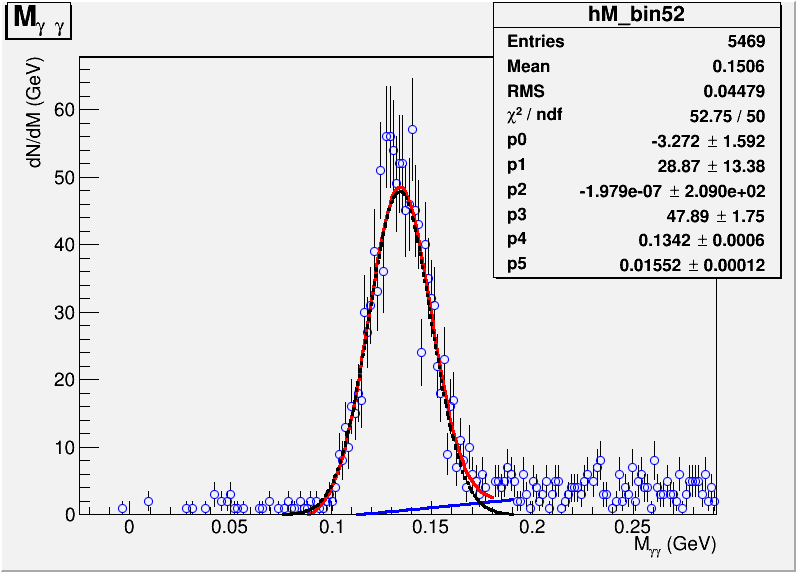 M_γ γ
hM_bin52
Entries 5469
Mean 0.1506
RMS 0.04479
χ² / ndf 52.75 / 50
p0 -3.272 ± 1.592
p1 28.87 ± 13.38
p2 -1.979e-07 ± 2.090e+02
p3 47.89 ± 1.75
p4 0.1342 ± 0.0006
p5 0.01552 ± 0.00012
dN/dM (GeV)
60
50
40
30
20
10
0
0 0.05 0.1 0.15 0.2 0.25
M_γγ (GeV)